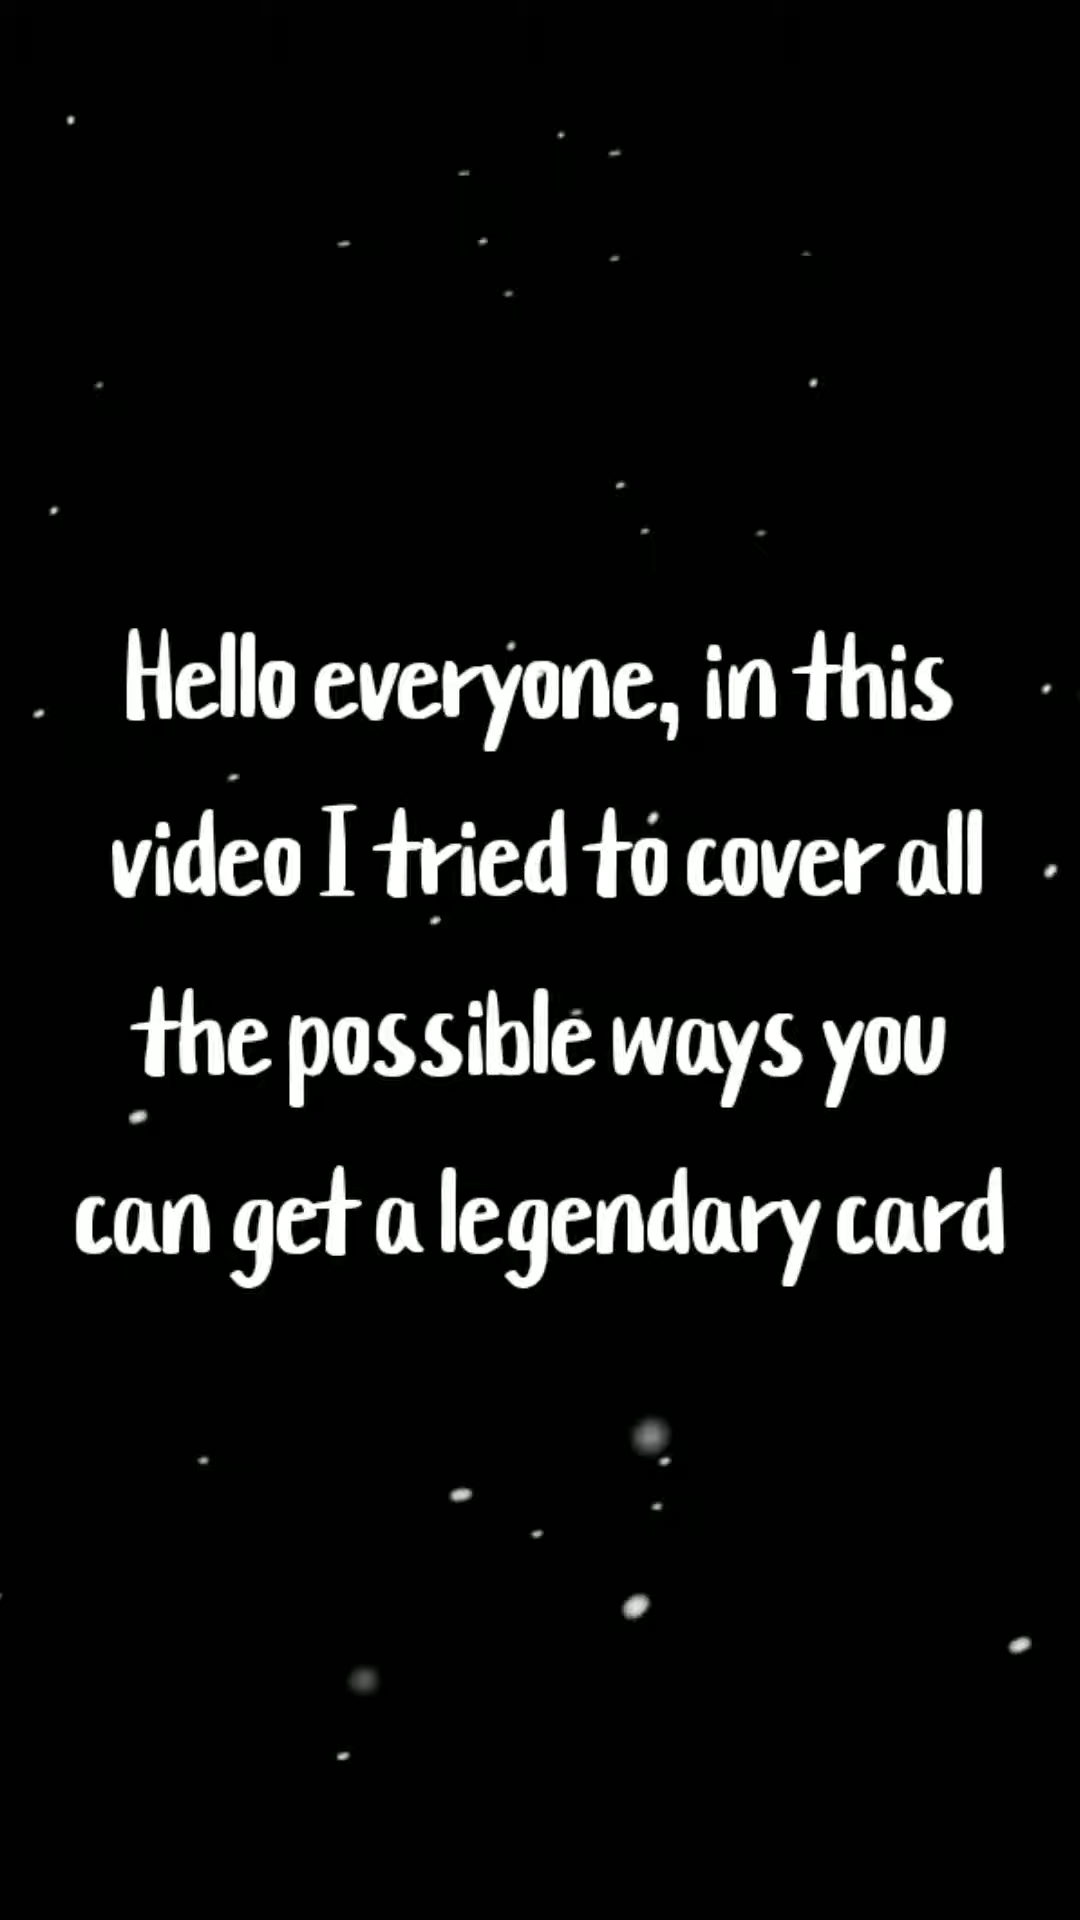 Hello everyone, in this
video I tried to cover all
the possible ways you
can get a legendary card